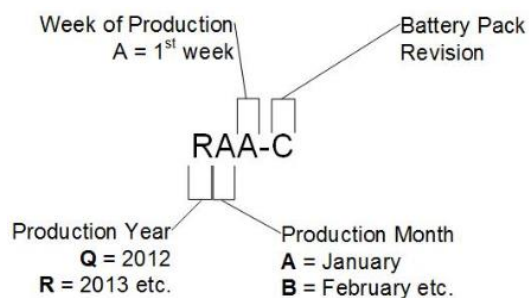 Week of Production
A = 1st week
Battery Pack
Revision
RAA-C
Production Year
Q = 2012
R = 2013 etc.
Production Month
A = January
B = February etc.